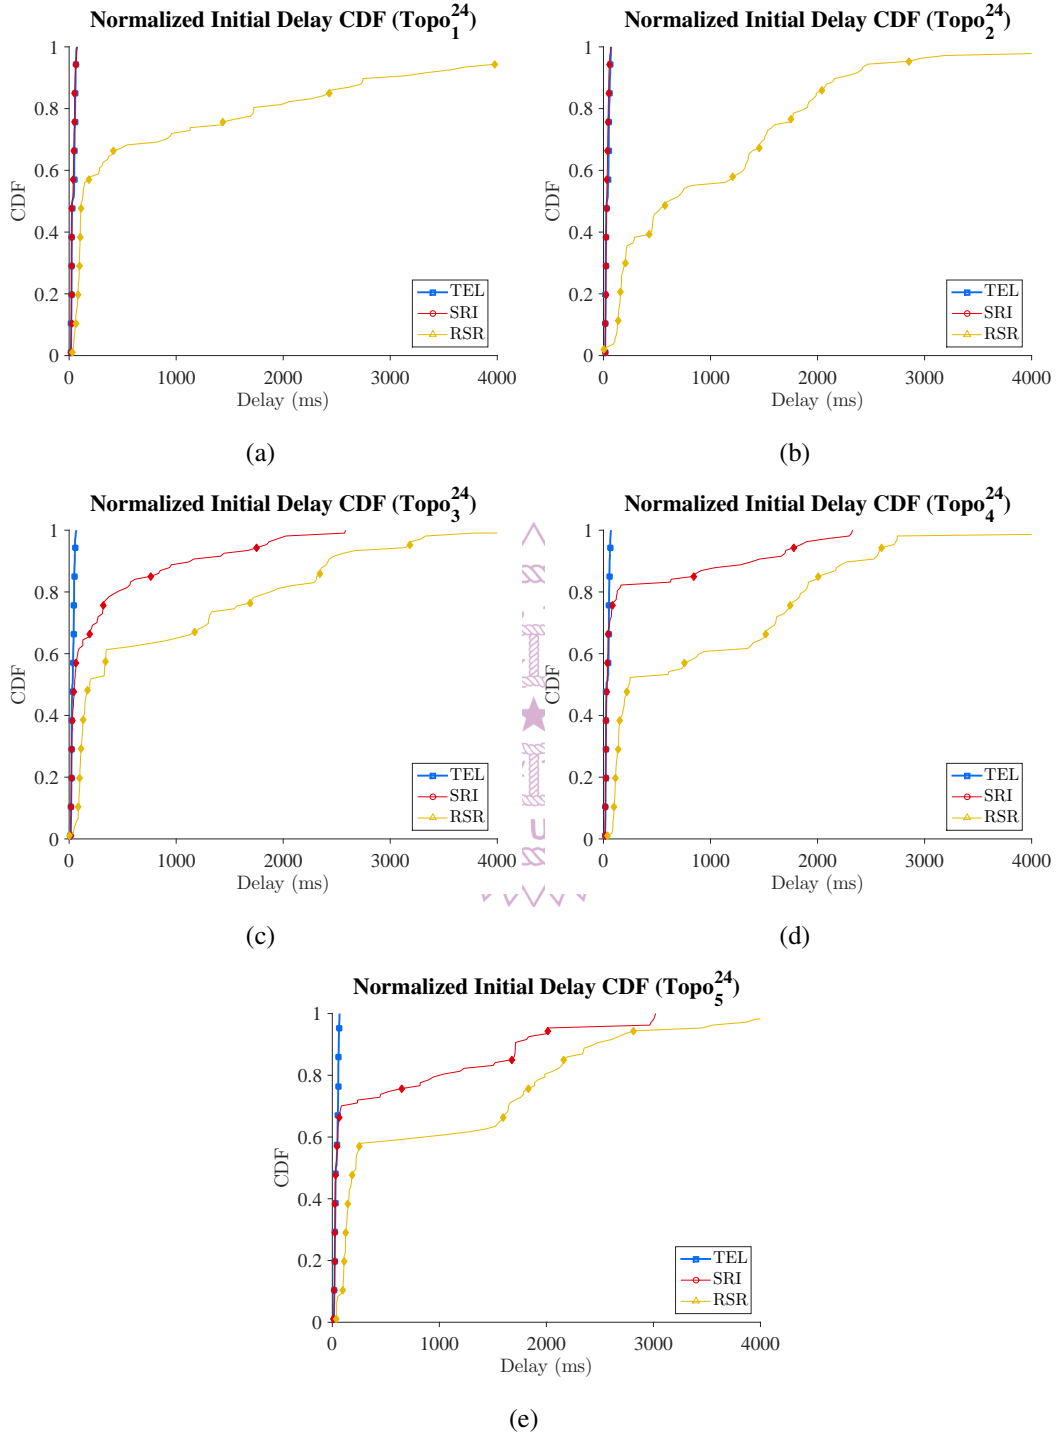 Normalized Initial Delay CDF (Topo₁²⁴)
1
0.8
0.6
0.4
0.2
0
CDF
0 1000 2000 3000 4000
Delay (ms)
TEL
SRI
RSR
(a)
Normalized Initial Delay CDF (Topo₂²⁴)
1
0.8
0.6
0.4
0.2
0
CDF
0 1000 2000 3000 4000
Delay (ms)
TEL
SRI
RSR
(b)
Normalized Initial Delay CDF (Topo₃²⁴)
1
0.8
0.6
0.4
0.2
0
CDF
0 1000 2000 3000 4000
Delay (ms)
TEL
SRI
RSR
(c)
Normalized Initial Delay CDF (Topo₄²⁴)
1
0.8
0.6
0.4
0.2
0
CDF
0 1000 2000 3000 4000
Delay (ms)
TEL
SRI
RSR
(d)
Normalized Initial Delay CDF (Topo₅²⁴)
1
0.8
0.6
0.4
0.2
0
CDF
0 1000 2000 3000 4000
Delay (ms)
TEL
SRI
RSR
(e)